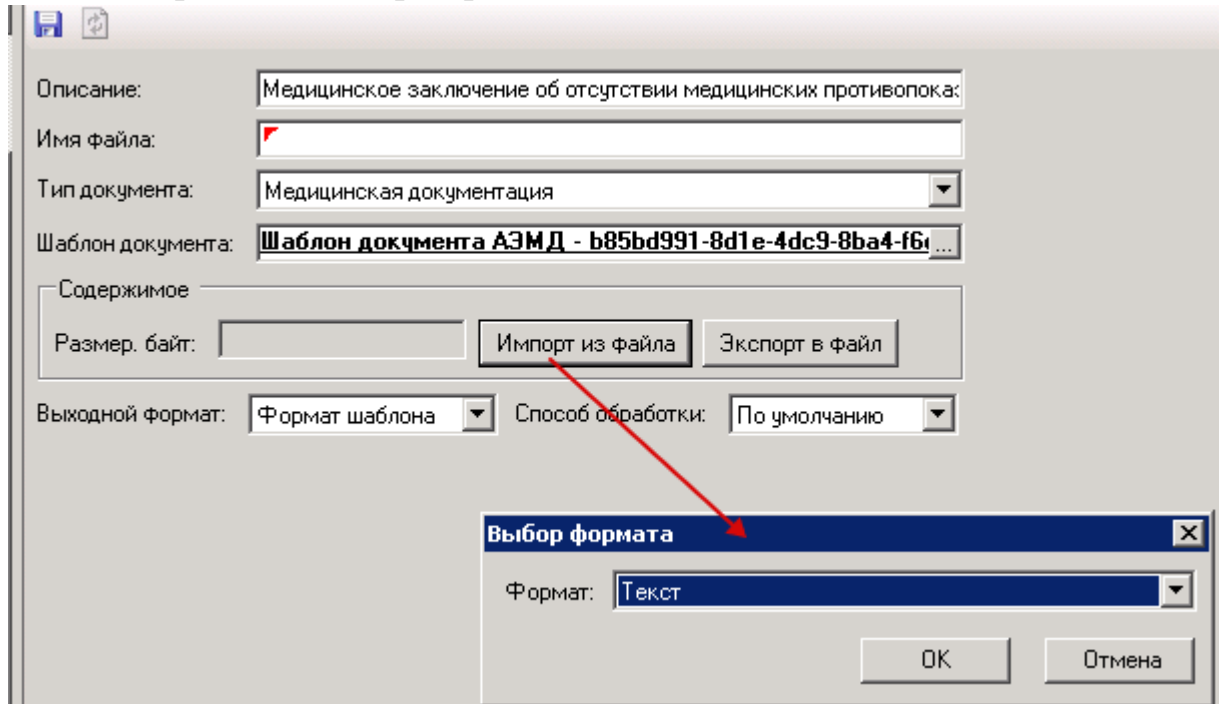 Описание: Медицинское заключение об отсутствии медицинских противопока
Имя файла:
Тип документа: Медицинская документация
Шаблон документа: Шаблон документа АЭМД - b85bd991-8d1e-4dc9-8ba4-f6 ...
Содержимое
Размер. байт: Импорт из файла Экспорт в файл
Выходной формат: Формат шаблона Способ обработки: По умолчанию
Выбор формата
Формат: Текст
OK Отмена